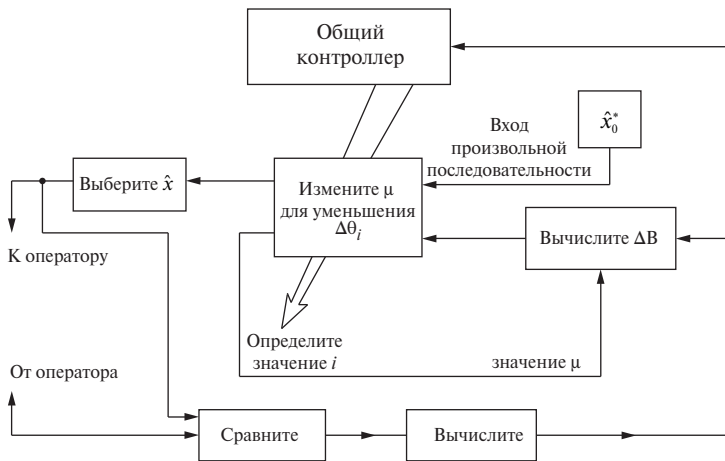 Общий
контроллер
x̂₀*
Вход
произвольной
последовательности
Выберите x̂
Измените μ
для уменьшения
Δθᵢ
Вычислите ΔВ
К оператору
Определите
значение i
значение μ
От оператора
Сравните
Вычислите